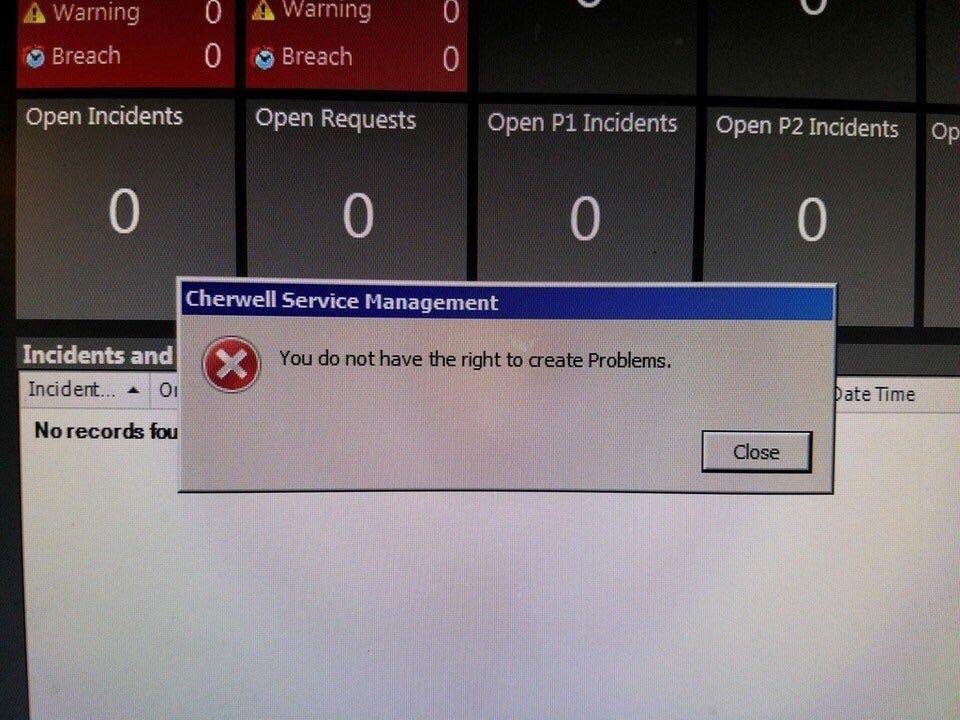 Warning 0 Warning 0
Breach 0 Breach 0
Open Incidents Open Requests Open P1 Incidents Open P2 Incidents Op
0 0 0 0
Cherwell Service Management
You do not have the right to create Problems.
Close
Incidents and
Incident... Date Time
No records fou